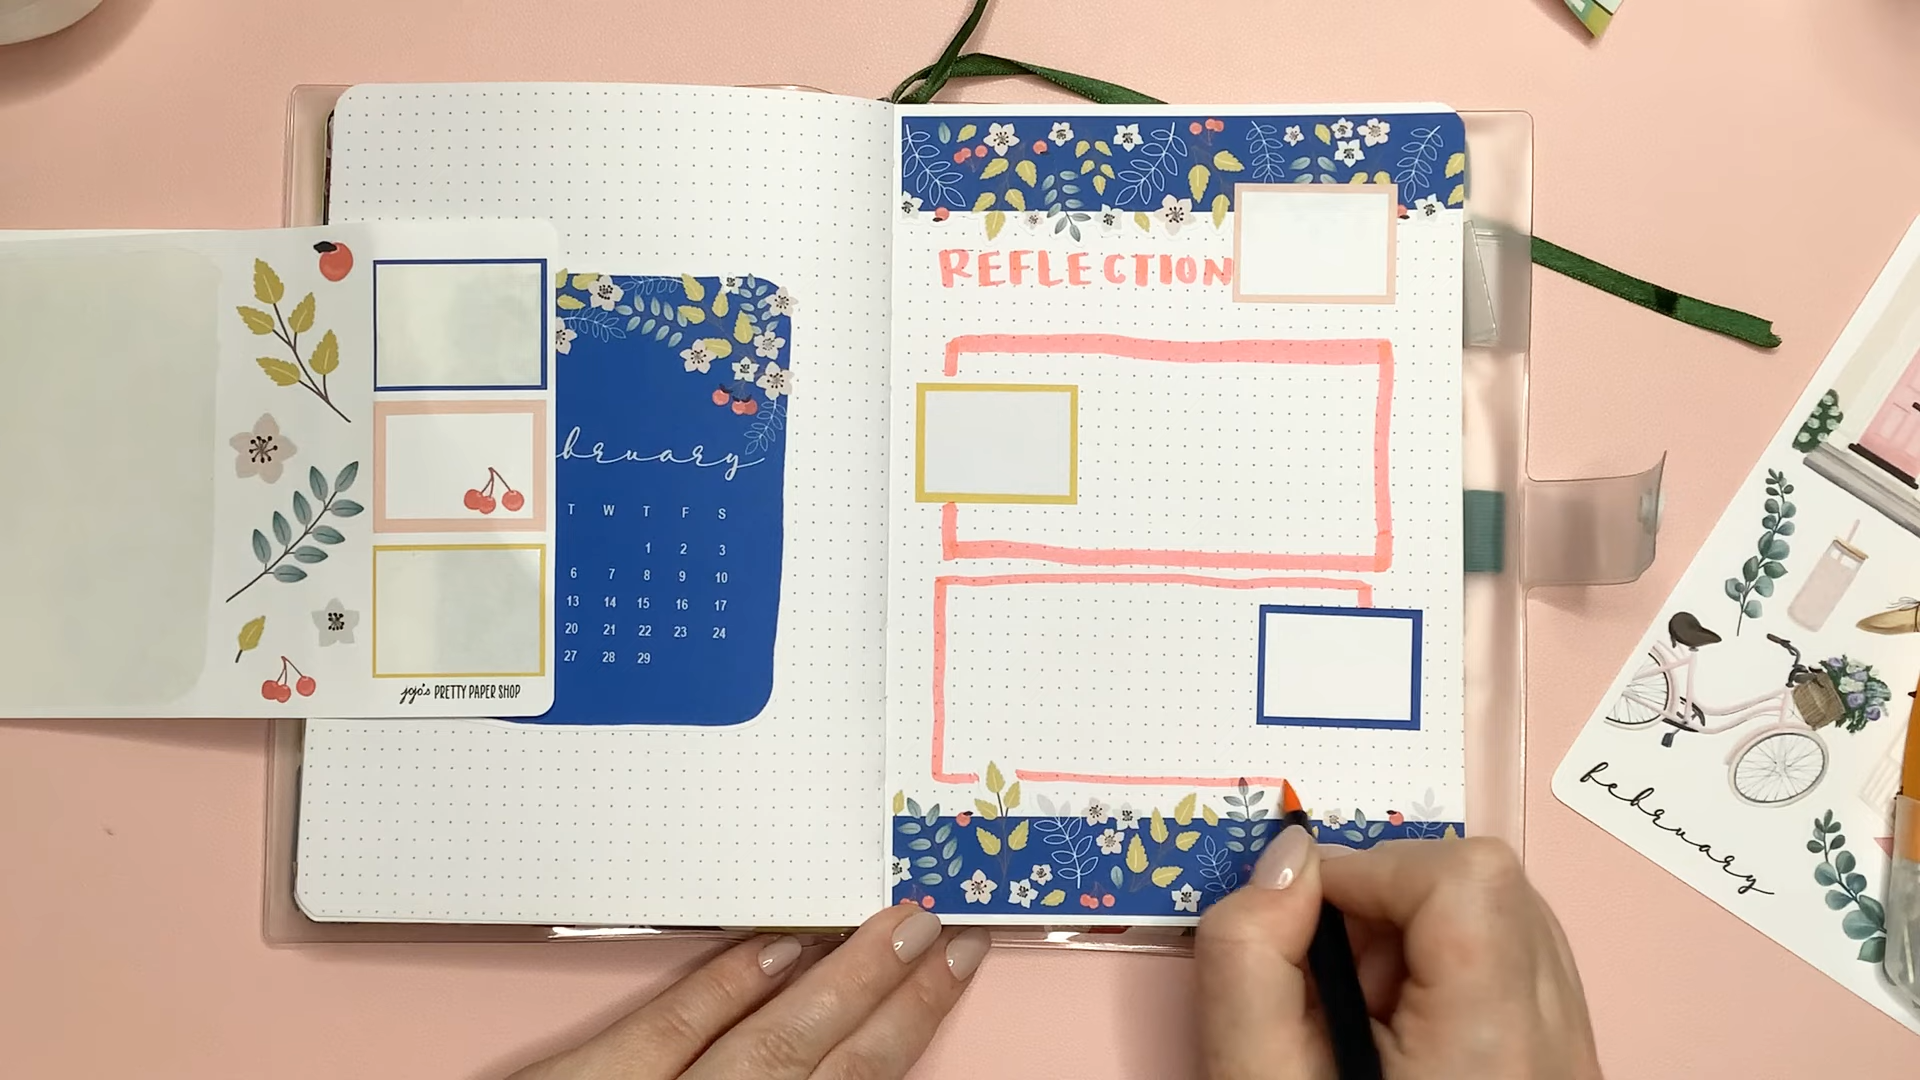 REFLECTION
bruary
T W T F S
1 2 3
6 7 8 9 10
13 14 15 16 17
20 21 22 23 24
27 28 29
jojo's PRETTY PAPER SHOP
february